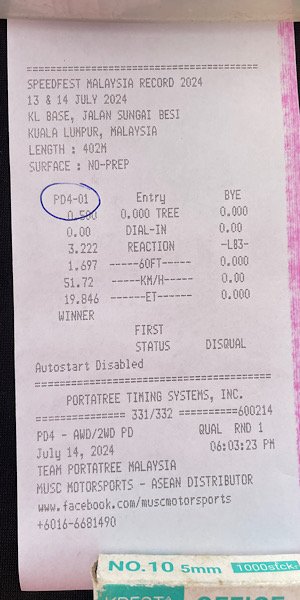 ========================================
SPEEDFEST MALAYSIA RECORD 2024
13 & 14 JULY 2024
KL BASE, JALAN SUNGAI BESI
KUALA LUMPUR, MALAYSIA
LENGTH : 402M
SURFACE : NO-PREP
PD4-01 Entry BYE
0.500 0.000 TREE 0.000
0.00 DIAL-IN 0.00
3.222 REACTION -LB3-
1.697 -----60FT----- 0.000
51.72 -----KM/H----- 0.00
19.846 ------ET------ 0.000
WINNER
FIRST
STATUS DISQUAL
Autostart Disabled
========================================
PORTATREE TIMING SYSTEMS, INC.
=============== 331/332 ==========600214
PD4 - AWD/2WD PD QUAL RND 1
July 14, 2024 06:03:23 PM
TEAM PORTATREE MALAYSIA
MUSC MOTORSPORTS - ASEAN DISTRIBUTOR
www.facebook.com/muscmotorsports
+6016-6681490
NO.10 5mm 1000stcks